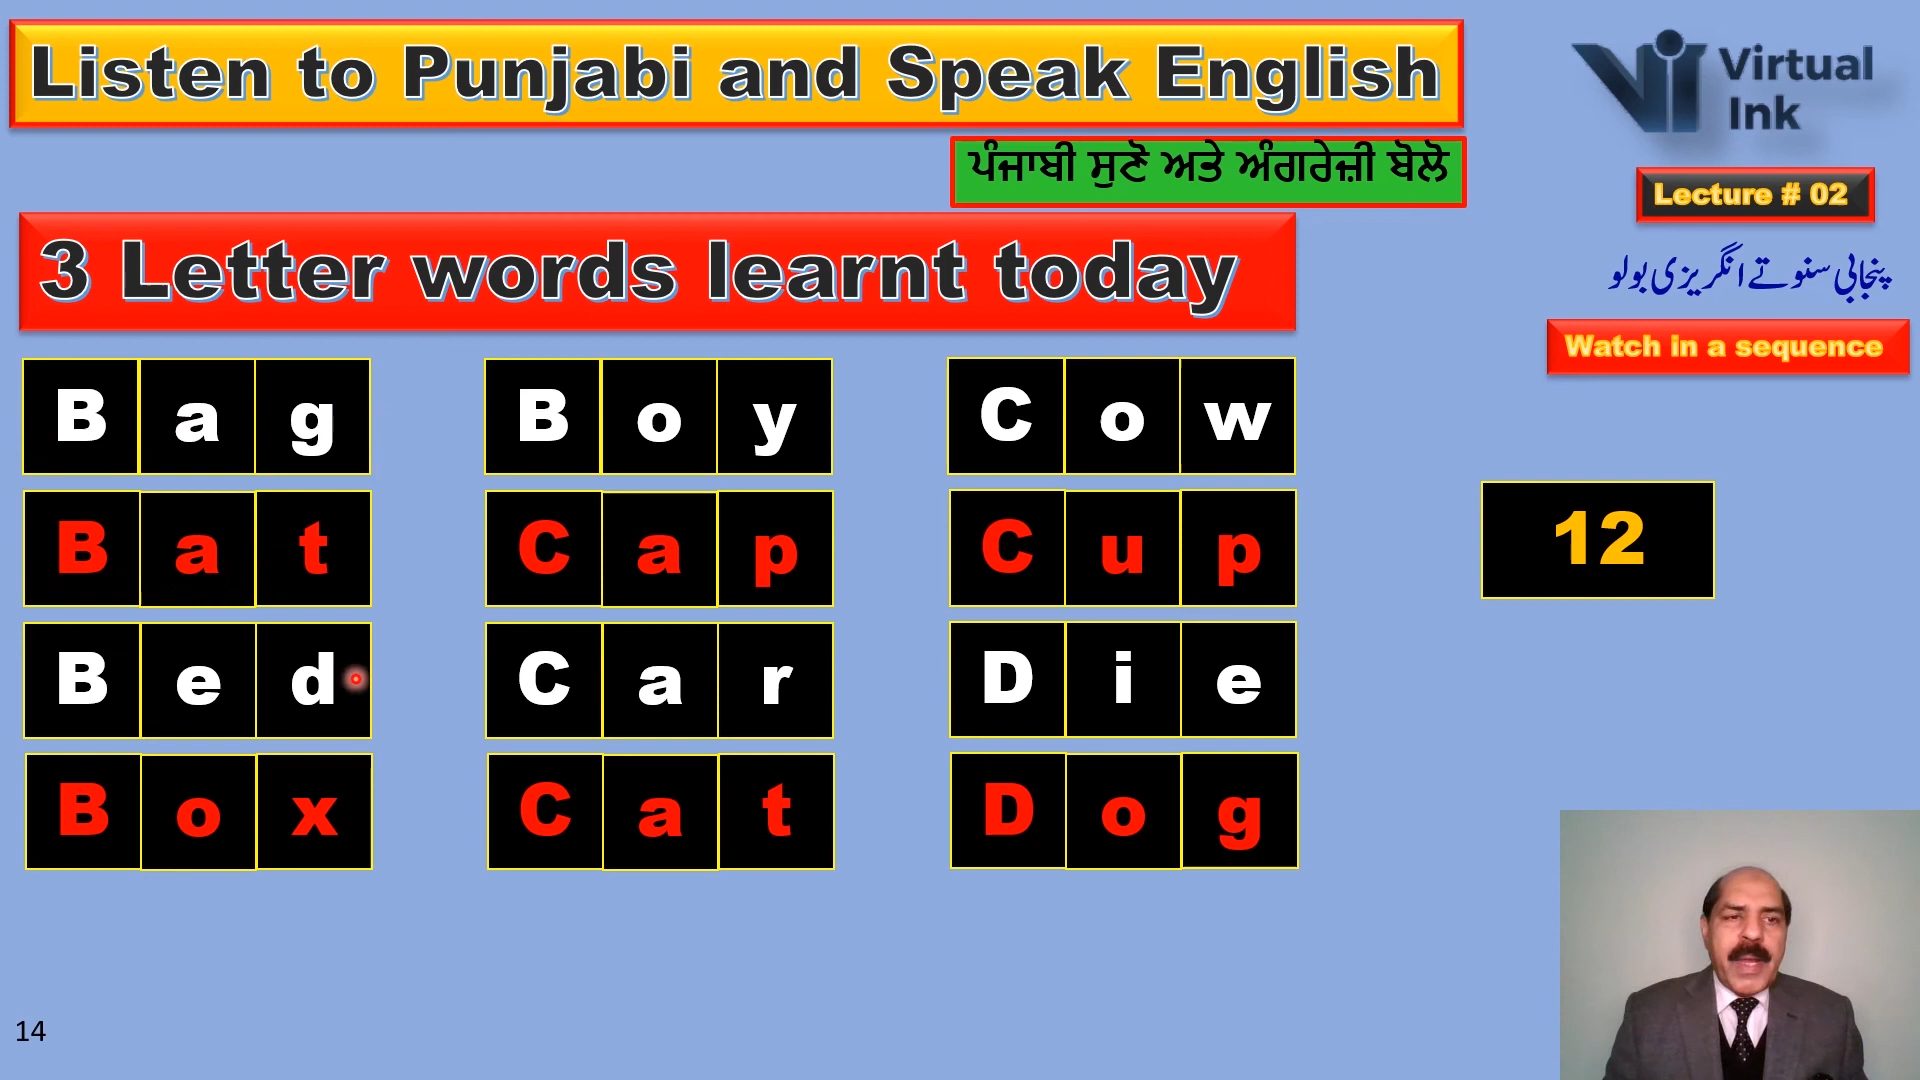 Listen to Punjabi and Speak English
Virtual
Ink
ਪੰਜਾਬੀ ਸੁਣੋ ਅਤੇ ਅੰਗਰੇਜ਼ੀ ਬੋਲੋ
Lecture # 02
3 Letter words learnt today
پنجابی سنو تے انگریزی بولو
Watch in a sequence
B a g
B o y
C o w
B a t
C a p
C u p
12
B e d
C a r
D i e
B o x
C a t
D o g
14